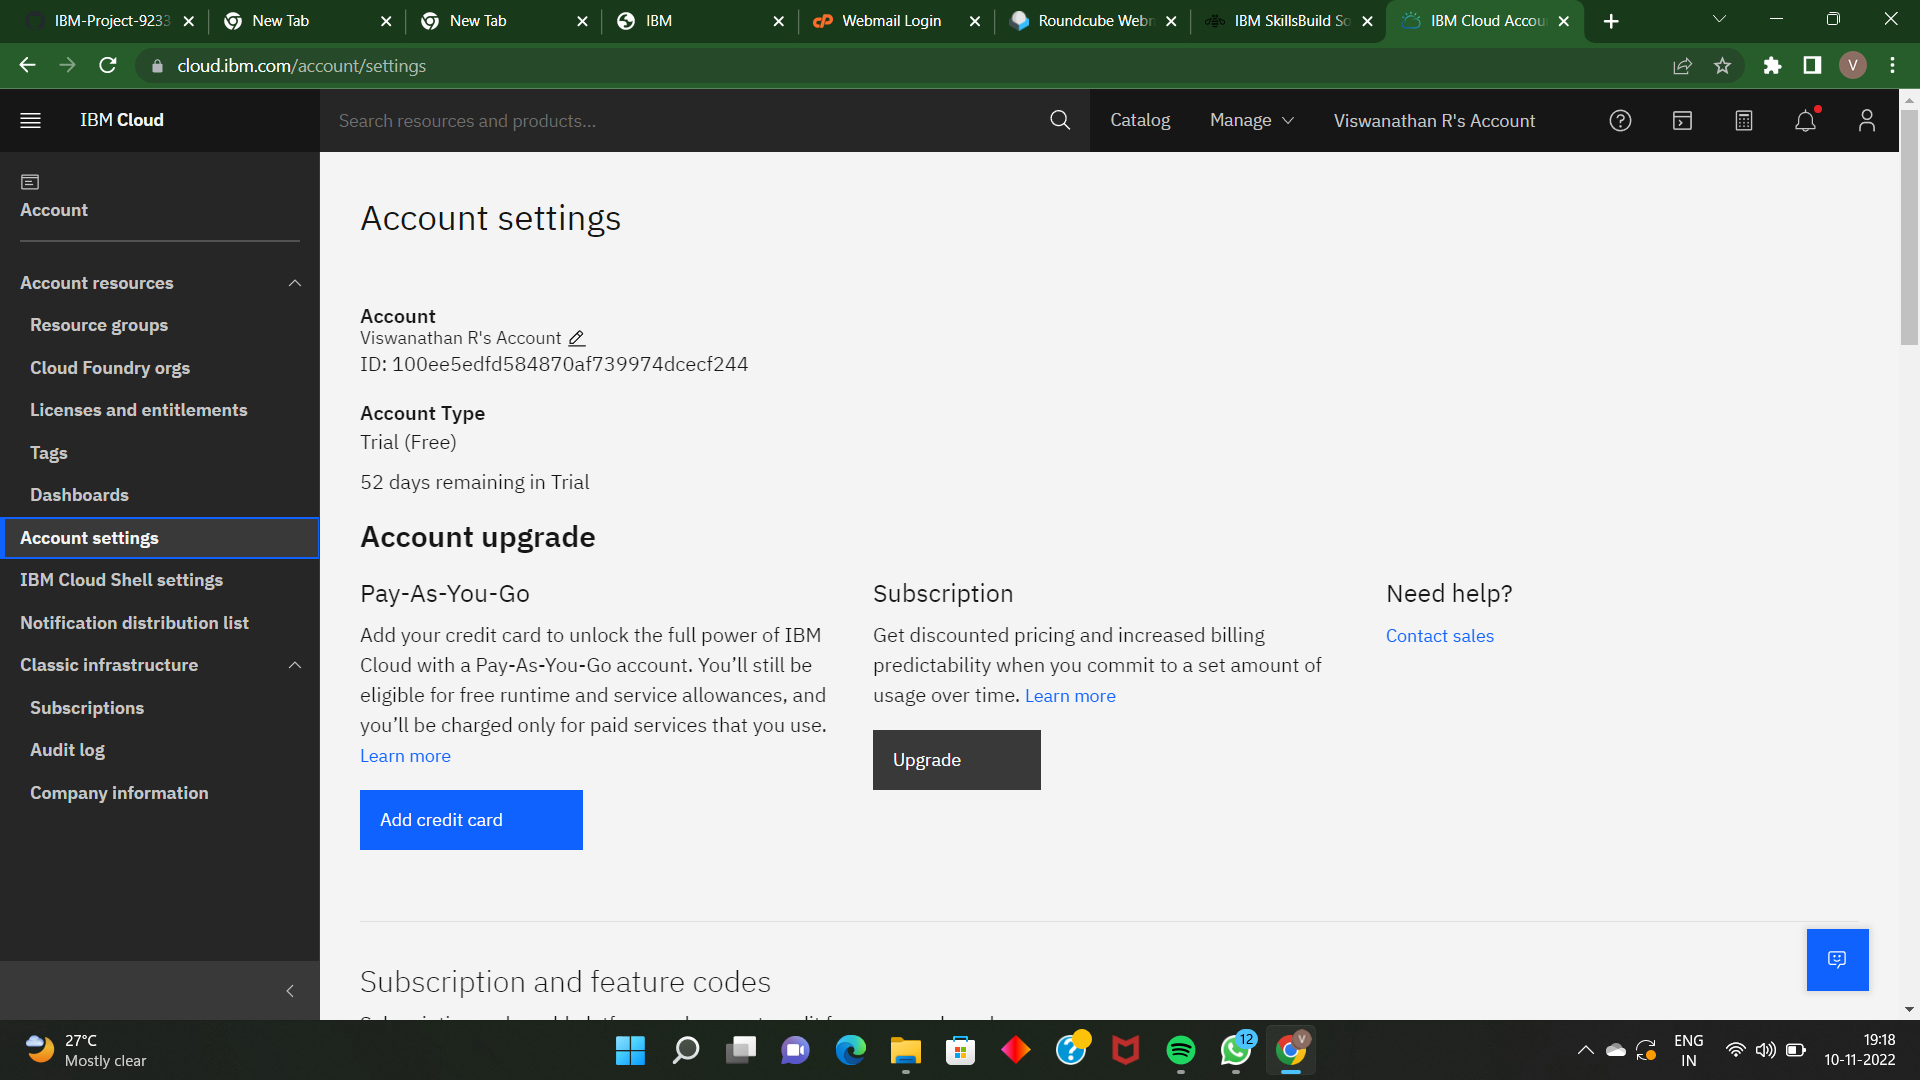 IBM-Project-9233
New Tab
New Tab
IBM
Webmail Login
Roundcube Webm
IBM SkillsBuild So
IBM Cloud Accou
cloud.ibm.com/account/settings
V
IBM Cloud
Search resources and products...
Catalog
Manage
Viswanathan R's Account
Account
Account resources
Resource groups
Cloud Foundry orgs
Licenses and entitlements
Tags
Dashboards
Account settings
IBM Cloud Shell settings
Notification distribution list
Classic infrastructure
Subscriptions
Audit log
Company information
Account settings
Account
Viswanathan R's Account
ID: 100ee5edfd584870af739974dcecf244
Account Type
Trial (Free)
52 days remaining in Trial
Account upgrade
Pay-As-You-Go
Add your credit card to unlock the full power of IBM
Cloud with a Pay-As-You-Go account. You’ll still be
eligible for free runtime and service allowances, and
you’ll be charged only for paid services that you use.
Learn more
Add credit card
Subscription
Get discounted pricing and increased billing
predictability when you commit to a set amount of
usage over time. Learn more
Upgrade
Need help?
Contact sales
Subscription and feature codes
27°C
Mostly clear
12
V
ENG
IN
19:18
10-11-2022